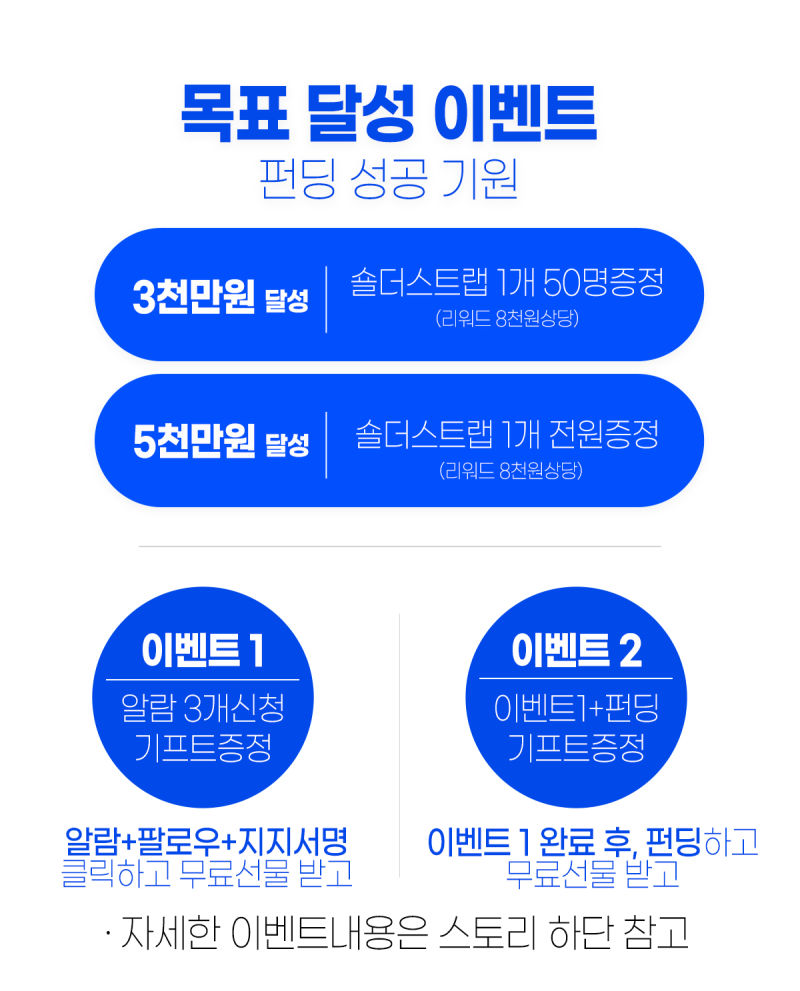 목표 달성 이벤트
펀딩 성공 기원
3천만원 달성
숄더스트랩 1개 50명증정
(리워드 8천원상당)
5천만원 달성
숄더스트랩 1개 전원증정
(리워드 8천원상당)
이벤트 1
알람 3개신청
기프트증정
알람+팔로우+지지서명
클릭하고 무료선물 받고
이벤트 2
이벤트1+펀딩
기프트증정
이벤트 1 완료 후, 펀딩하고
무료선물 받고
· 자세한 이벤트내용은 스토리 하단 참고